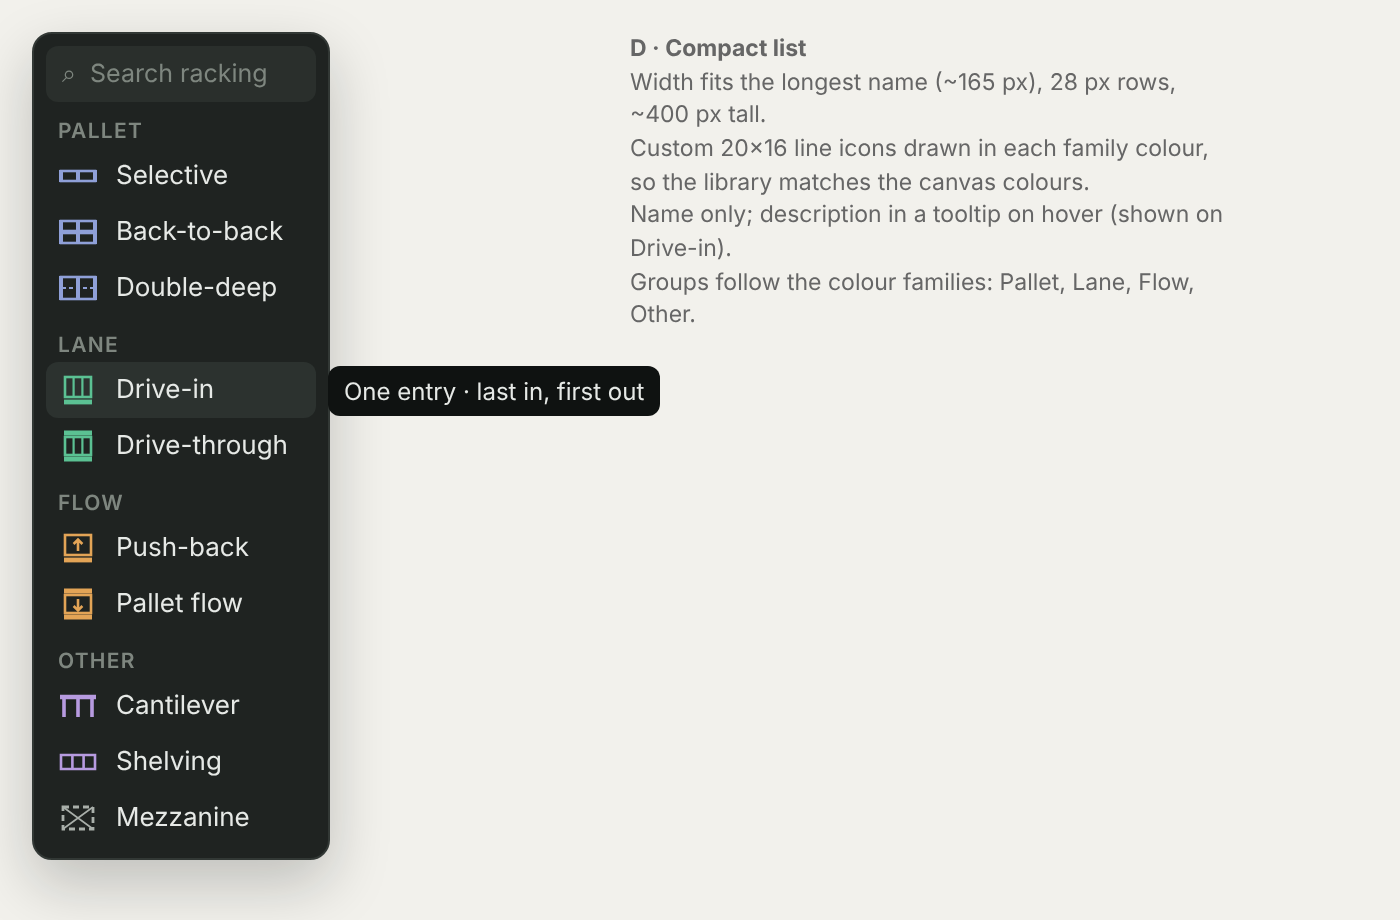 Search racking
PALLET
Selective
Back-to-back
Double-deep
LANE
Drive-in
One entry · last in, first out
Drive-through
FLOW
Push-back
Pallet flow
OTHER
Cantilever
Shelving
Mezzanine
D · Compact list
Width fits the longest name (~165 px), 28 px rows,
~400 px tall.
Custom 20×16 line icons drawn in each family colour,
so the library matches the canvas colours.
Name only; description in a tooltip on hover (shown on
Drive-in).
Groups follow the colour families: Pallet, Lane, Flow,
Other.